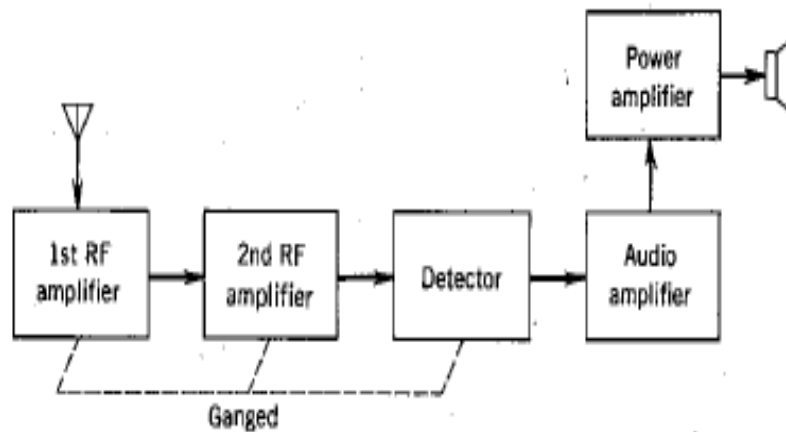 1st RF
amplifier
2nd RF
amplifier
Detector
Audio
amplifier
Power
amplifier
Ganged